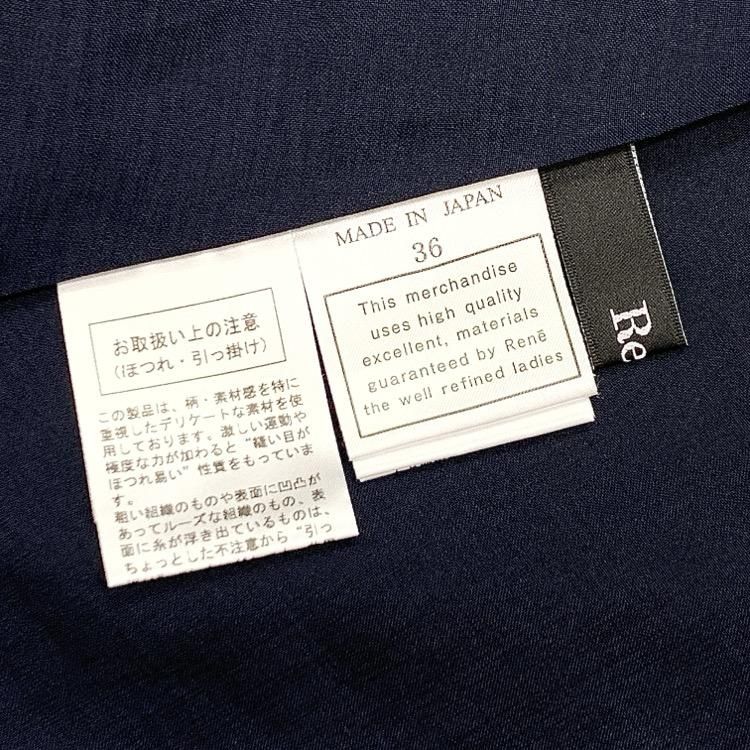 お取扱い上の注意
(ほつれ・引っ掛け)
この製品は、柄・素材感を特に
重視したデリケートな素材を使
用しております。激しい運動や
極度な力が加わると“縫い目が
ほつれ易い”性質をもっていま
す。
粗い組織のものや表面に凹凸が
あってルーズな組織のもの、表
面に糸が浮き出ているものは、
ちょっとした不注意から“引っ
MADE IN JAPAN
36
This merchandise
uses high quality
excellent, materials
guaranteed by Renē
the well refined ladies
Re